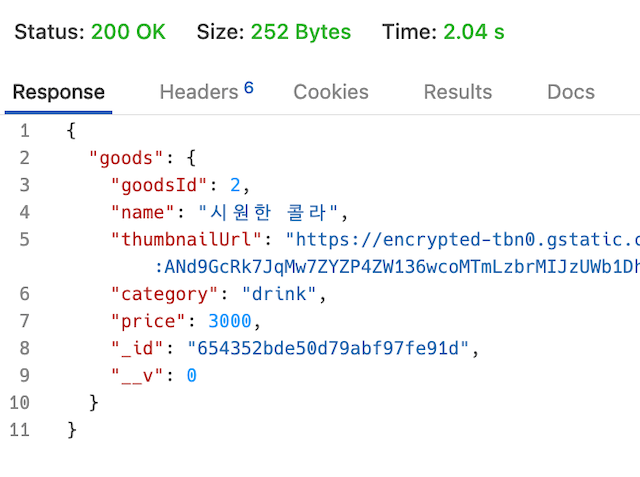 Status: 200 OK Size: 252 Bytes Time: 2.04 s
Response Headers 6 Cookies Results Docs
1 {
2 "goods": {
3 "goodsId": 2,
4 "name": "시원한 콜라",
5 "thumbnailUrl": "https://encrypted-tbn0.gstatic.c
:ANd9GcRk7JqMw7ZYZP4ZW136wcoMTmLzbrMIJzUWb1Dh
6 "category": "drink",
7 "price": 3000,
8 "_id": "654352bde50d79abf97fe91d",
9 "__v": 0
10 }
11 }